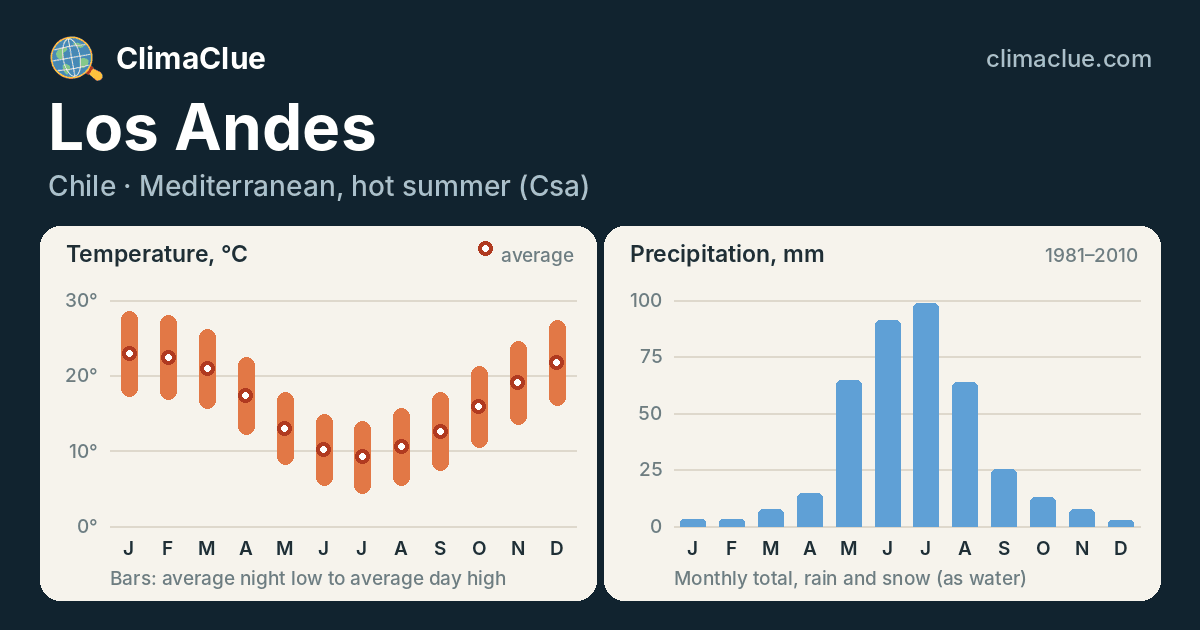 ClimaClue
climaclue.com
Los Andes
Chile · Mediterranean, hot summer (Csa)
Temperature, °C
average
30°
20°
10°
0°
J F M A M J J A S O N D
Bars: average night low to average day high
Precipitation, mm
1981–2010
100
75
50
25
0
J F M A M J J A S O N D
Monthly total, rain and snow (as water)